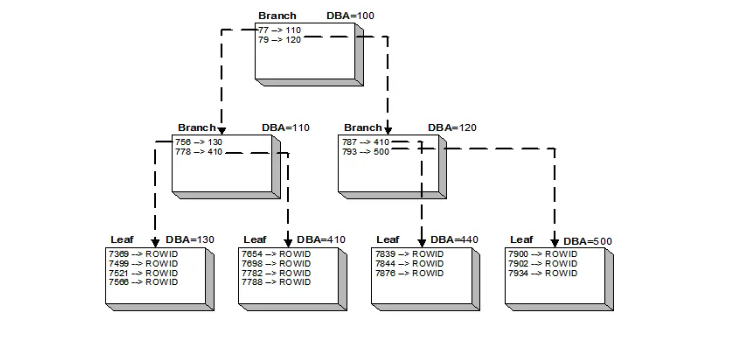 Branch DBA=100
77 --> 110
79 --> 120
Branch DBA=110
756 --> 130
778 --> 410
Branch DBA=120
787 --> 410
793 --> 500
Leaf DBA=130
7369 --> ROWID
7499 --> ROWID
7521 --> ROWID
7566 --> ROWID
Leaf DBA=410
7654 --> ROWID
7698 --> ROWID
7782 --> ROWID
7788 --> ROWID
Leaf DBA=440
7839 --> ROWID
7844 --> ROWID
7876 --> ROWID
Leaf DBA=500
7900 --> ROWID
7902 --> ROWID
7934 --> ROWID